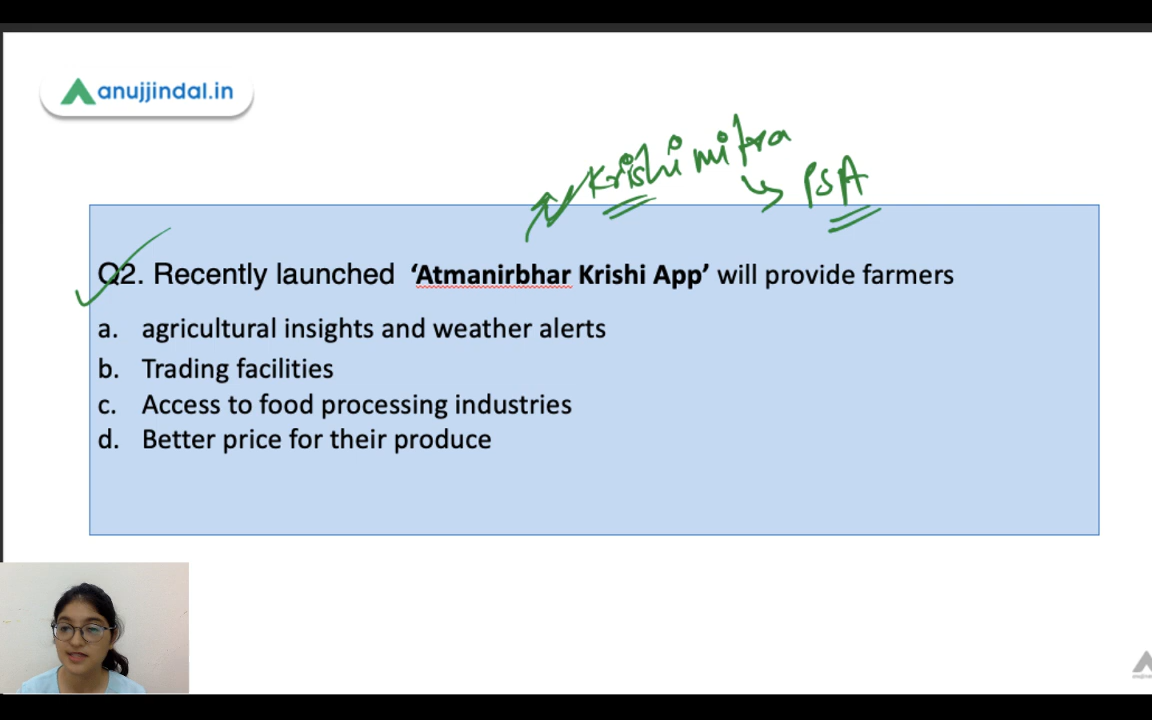 anujjindal.in
Krishi mitra
PSA
Q2. Recently launched ‘Atmanirbhar Krishi App’ will provide farmers
a. agricultural insights and weather alerts
b. Trading facilities
c. Access to food processing industries
d. Better price for their produce